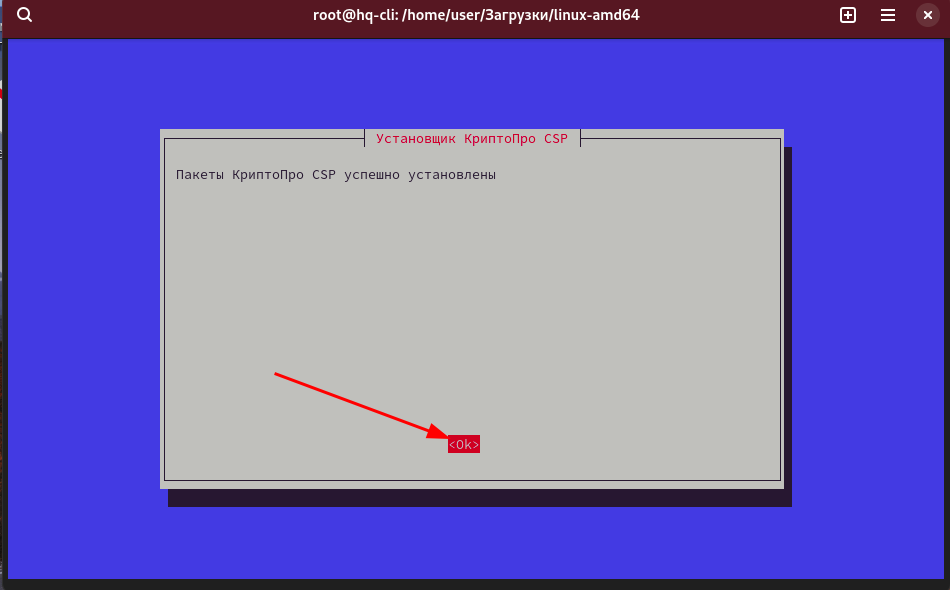 root@hq-cli: /home/user/Загрузки/linux-amd64
Установщик КриптоПро CSP
Пакеты КриптоПро CSP успешно установлены
<Ok>